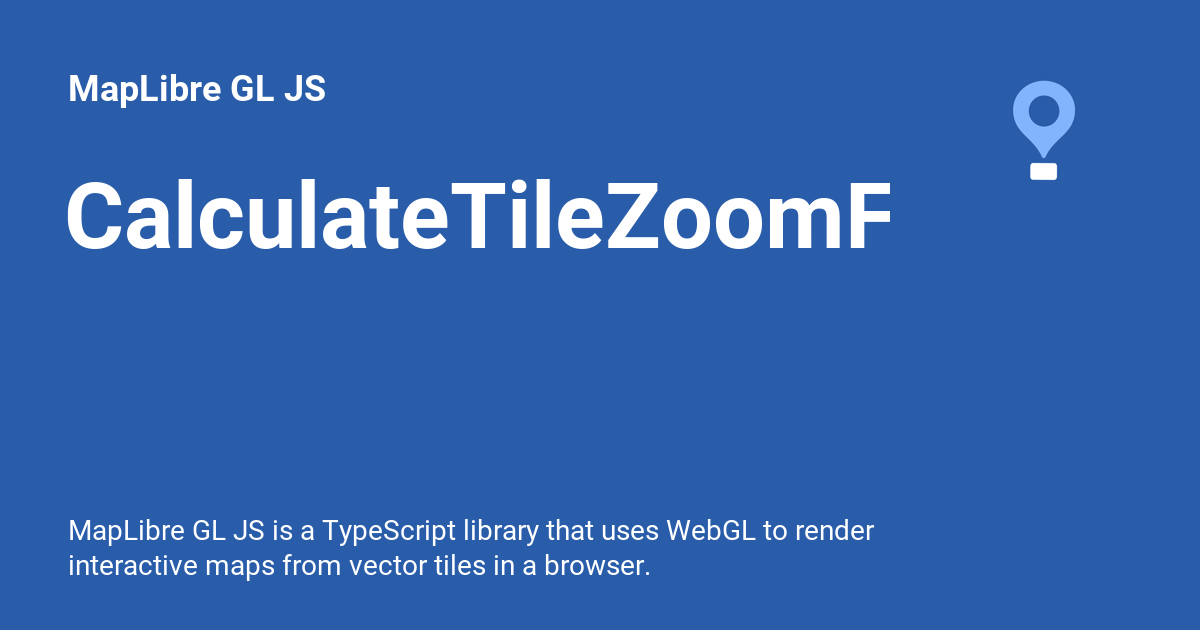 MapLibre GL JS
CalculateTileZoomF
MapLibre GL JS is a TypeScript library that uses WebGL to render
interactive maps from vector tiles in a browser.